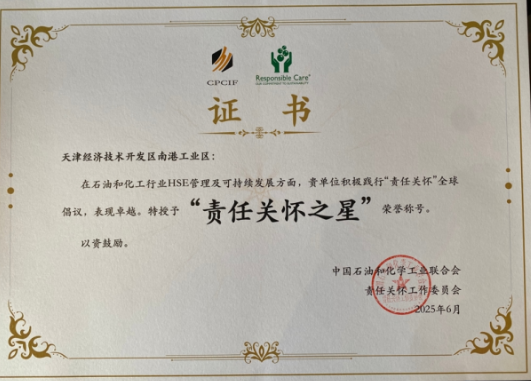 CPCIF
Responsible Care®
OUR COMMITMENT TO SUSTAINABILITY
证 书
天津经济技术开发区南港工业区：
在石油和化工行业HSE管理及可持续发展方面，贵单位积极践行“责任关怀”全球
倡议，表现卓越。特授予“责任关怀之星”荣誉称号。
以资鼓励。
中国石油和化学工业联合会
责任关怀工作委员会
2025年6月